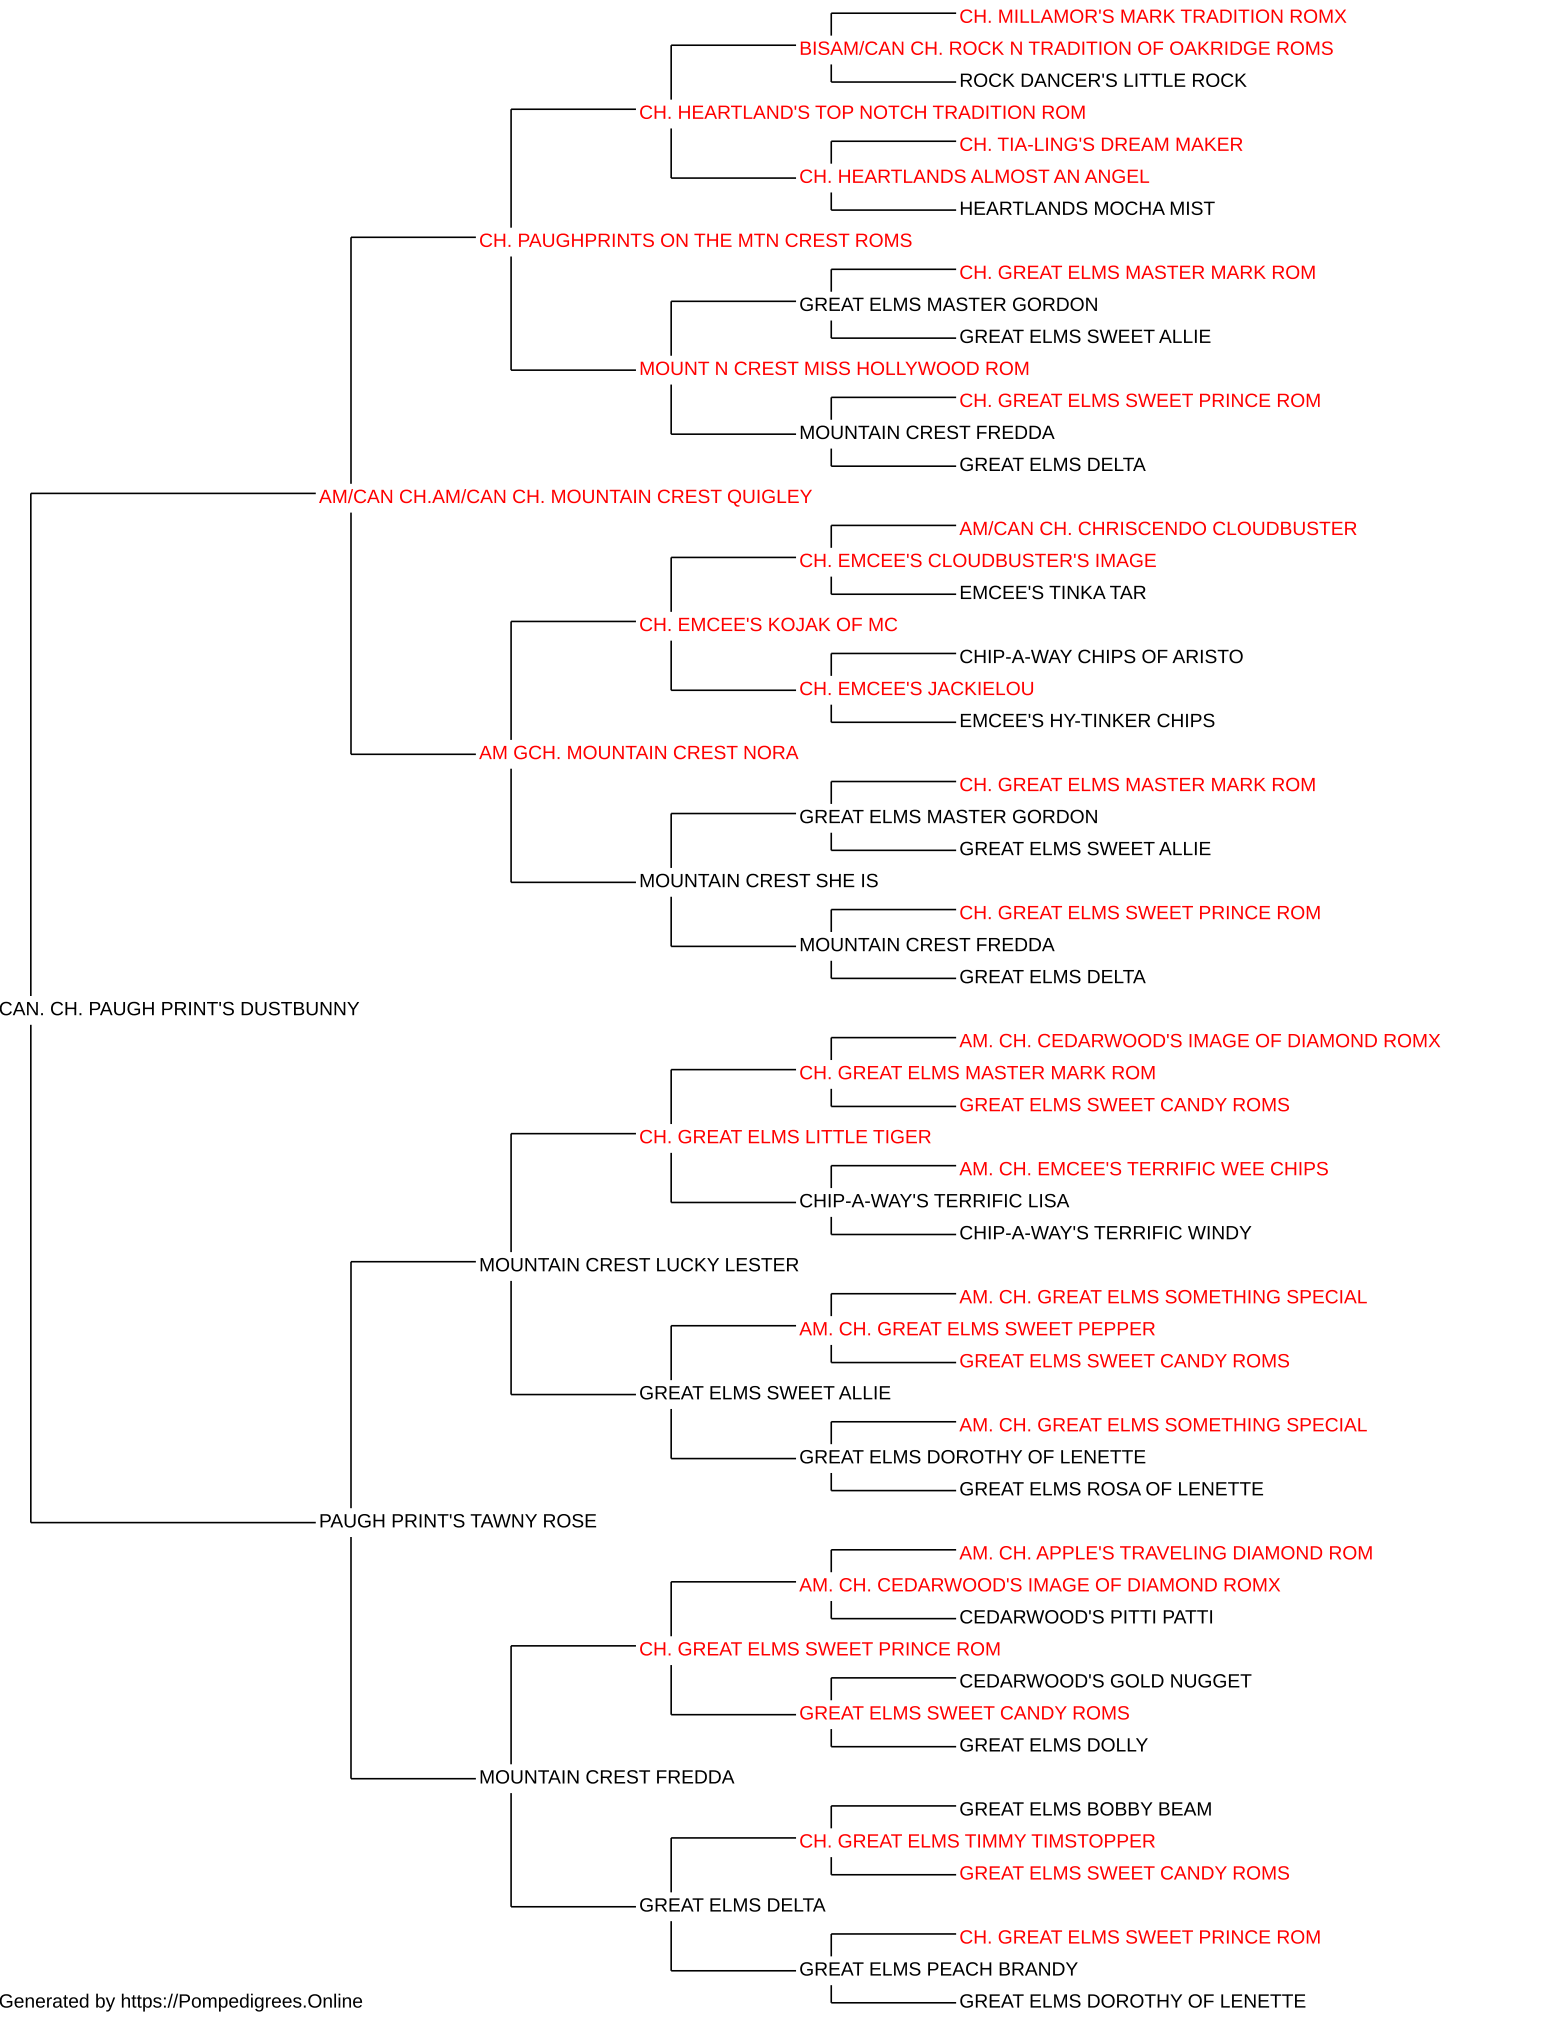 CH. MILLAMOR'S MARK TRADITION ROMX
BISAM/CAN CH. ROCK N TRADITION OF OAKRIDGE ROMS
ROCK DANCER'S LITTLE ROCK
CH. HEARTLAND'S TOP NOTCH TRADITION ROM
CH. TIA-LING'S DREAM MAKER
CH. HEARTLANDS ALMOST AN ANGEL
HEARTLANDS MOCHA MIST
CH. PAUGHPRINTS ON THE MTN CREST ROMS
CH. GREAT ELMS MASTER MARK ROM
GREAT ELMS MASTER GORDON
GREAT ELMS SWEET ALLIE
MOUNT N CREST MISS HOLLYWOOD ROM
CH. GREAT ELMS SWEET PRINCE ROM
MOUNTAIN CREST FREDDA
GREAT ELMS DELTA
AM/CAN CH.AM/CAN CH. MOUNTAIN CREST QUIGLEY
AM/CAN CH. CHRISCENDO CLOUDBUSTER
CH. EMCEE'S CLOUDBUSTER'S IMAGE
EMCEE'S TINKA TAR
CH. EMCEE'S KOJAK OF MC
CHIP-A-WAY CHIPS OF ARISTO
CH. EMCEE'S JACKIELOU
EMCEE'S HY-TINKER CHIPS
AM GCH. MOUNTAIN CREST NORA
CH. GREAT ELMS MASTER MARK ROM
GREAT ELMS MASTER GORDON
GREAT ELMS SWEET ALLIE
MOUNTAIN CREST SHE IS
CH. GREAT ELMS SWEET PRINCE ROM
MOUNTAIN CREST FREDDA
GREAT ELMS DELTA
CAN. CH. PAUGH PRINT'S DUSTBUNNY
AM. CH. CEDARWOOD'S IMAGE OF DIAMOND ROMX
CH. GREAT ELMS MASTER MARK ROM
GREAT ELMS SWEET CANDY ROMS
CH. GREAT ELMS LITTLE TIGER
AM. CH. EMCEE'S TERRIFIC WEE CHIPS
CHIP-A-WAY'S TERRIFIC LISA
CHIP-A-WAY'S TERRIFIC WINDY
MOUNTAIN CREST LUCKY LESTER
AM. CH. GREAT ELMS SOMETHING SPECIAL
AM. CH. GREAT ELMS SWEET PEPPER
GREAT ELMS SWEET CANDY ROMS
GREAT ELMS SWEET ALLIE
AM. CH. GREAT ELMS SOMETHING SPECIAL
GREAT ELMS DOROTHY OF LENETTE
GREAT ELMS ROSA OF LENETTE
PAUGH PRINT'S TAWNY ROSE
AM. CH. APPLE'S TRAVELING DIAMOND ROM
AM. CH. CEDARWOOD'S IMAGE OF DIAMOND ROMX
CEDARWOOD'S PITTI PATTI
CH. GREAT ELMS SWEET PRINCE ROM
CEDARWOOD'S GOLD NUGGET
GREAT ELMS SWEET CANDY ROMS
GREAT ELMS DOLLY
MOUNTAIN CREST FREDDA
GREAT ELMS BOBBY BEAM
CH. GREAT ELMS TIMMY TIMSTOPPER
GREAT ELMS SWEET CANDY ROMS
GREAT ELMS DELTA
CH. GREAT ELMS SWEET PRINCE ROM
GREAT ELMS PEACH BRANDY
GREAT ELMS DOROTHY OF LENETTE
Generated by https://Pompedigrees.Online